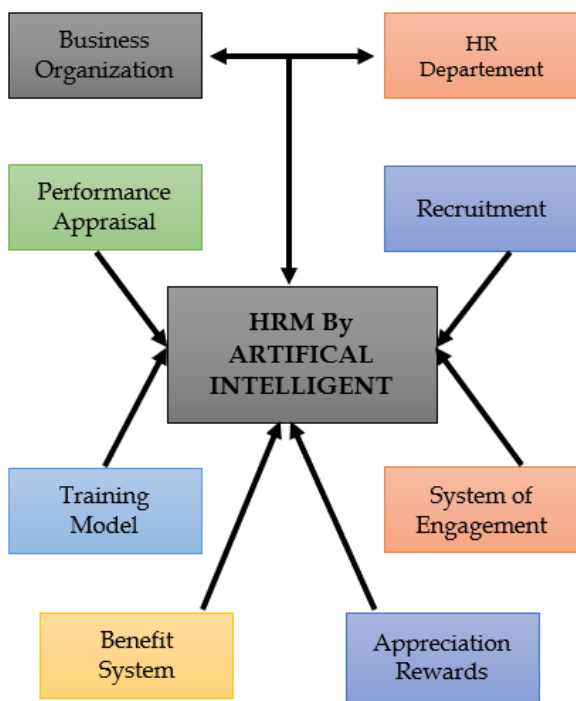 Business
Organization
HR
Departement
Performance
Appraisal
Recruitment
HRM By
ARTIFICAL
INTELLIGENT
Training
Model
System of
Engagement
Benefit
System
Appreciation
Rewards